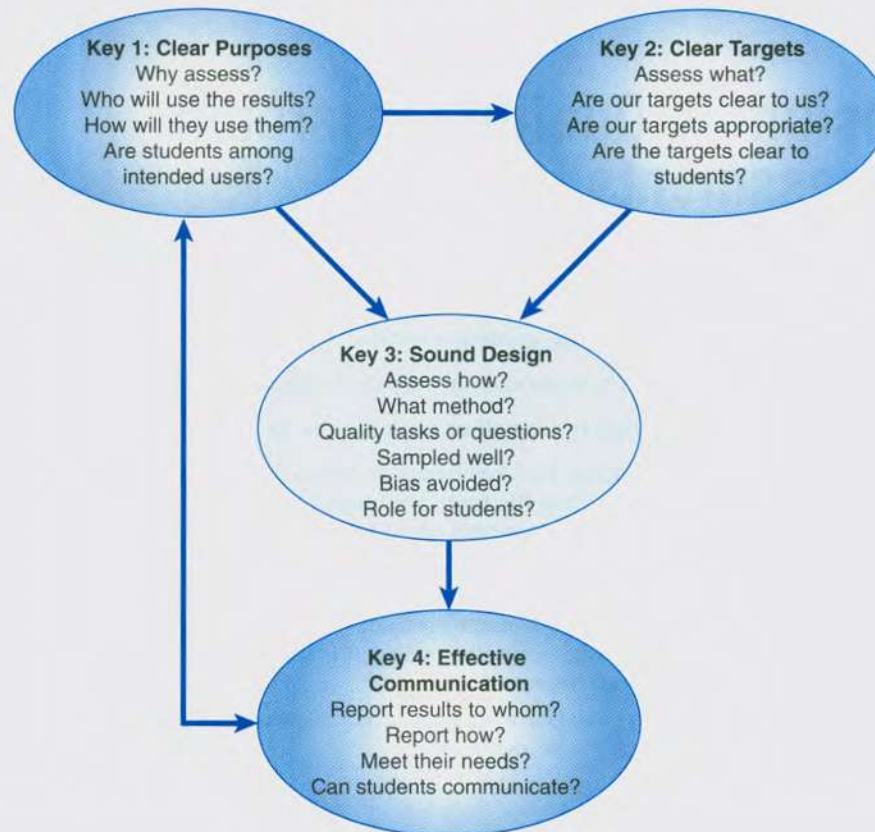 Key 1: Clear Purposes
Why assess?
Who will use the results?
How will they use them?
Are students among
intended users?
Key 2: Clear Targets
Assess what?
Are our targets clear to us?
Are our targets appropriate?
Are the targets clear to
students?
Key 3: Sound Design
Assess how?
What method?
Quality tasks or questions?
Sampled well?
Bias avoided?
Role for students?
Key 4: Effective
Communication
Report results to whom?
Report how?
Meet their needs?
Can students communicate?